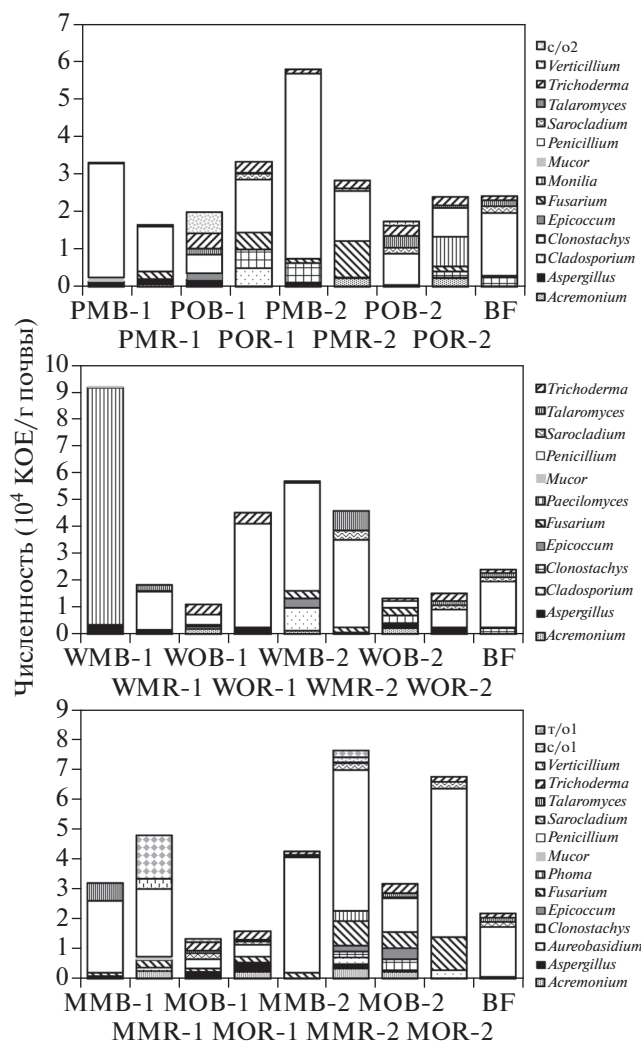 Численность (10⁴ КОЕ/г почвы)
7
6
5
4
3
2
1
0
PMB-1 POB-1 PMB-2 POB-2 BF
PMR-1 POR-1 PMR-2 POR-2
с/о2
Verticillium
Trichoderma
Talaromyces
Sarocladium
Penicillium
Mucor
Monilia
Fusarium
Epicoccum
Clonostachys
Cladosporium
Aspergillus
Acremonium
10
9
8
7
6
5
4
3
2
1
0
WMB-1 WOB-1 WMB-2 WOB-2 BF
WMR-1 WOR-1 WMR-2 WOR-2
Trichoderma
Talaromyces
Sarocladium
Penicillium
Mucor
Paecilomyces
Fusarium
Epicoccum
Clonostachys
Cladosporium
Aspergillus
Acremonium
9
8
7
6
5
4
3
2
1
0
MMB-1 MOB-1 MMB-2 MOB-2 BF
MMR-1 MOR-1 MMR-2 MOR-2
т/о1
с/о1
Verticillium
Trichoderma
Talaromyces
Sarocladium
Penicillium
Mucor
Phoma
Fusarium
Epicoccum
Clonostachys
Aureobasidium
Aspergillus
Acremonium